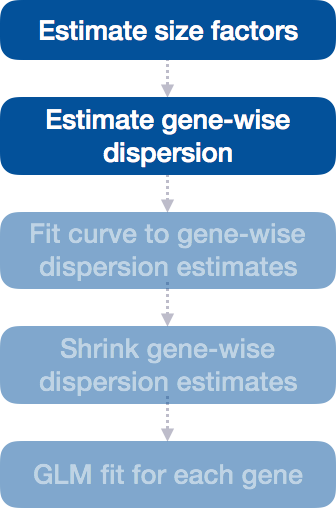 Estimate size factors
Estimate gene-wise
dispersion
Fit curve to gene-wise
dispersion estimates
Shrink gene-wise
dispersion estimates
GLM fit for each gene